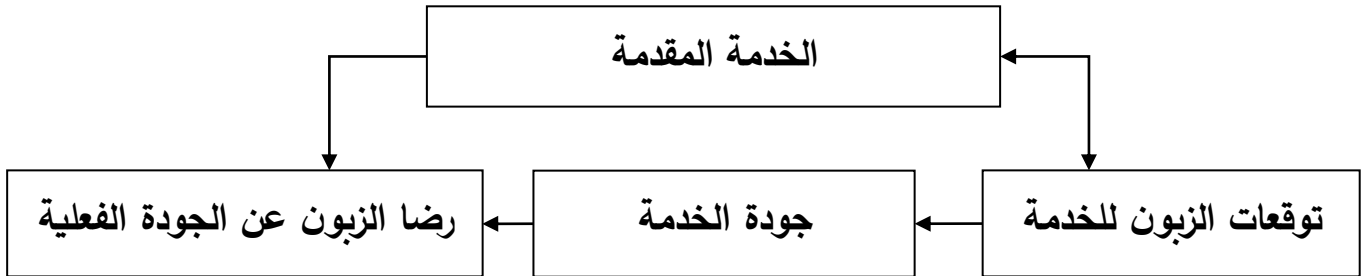 الخدمة المقدمة
توقعات الزبون للخدمة
جودة الخدمة
رضا الزبون عن الجودة الفعلية